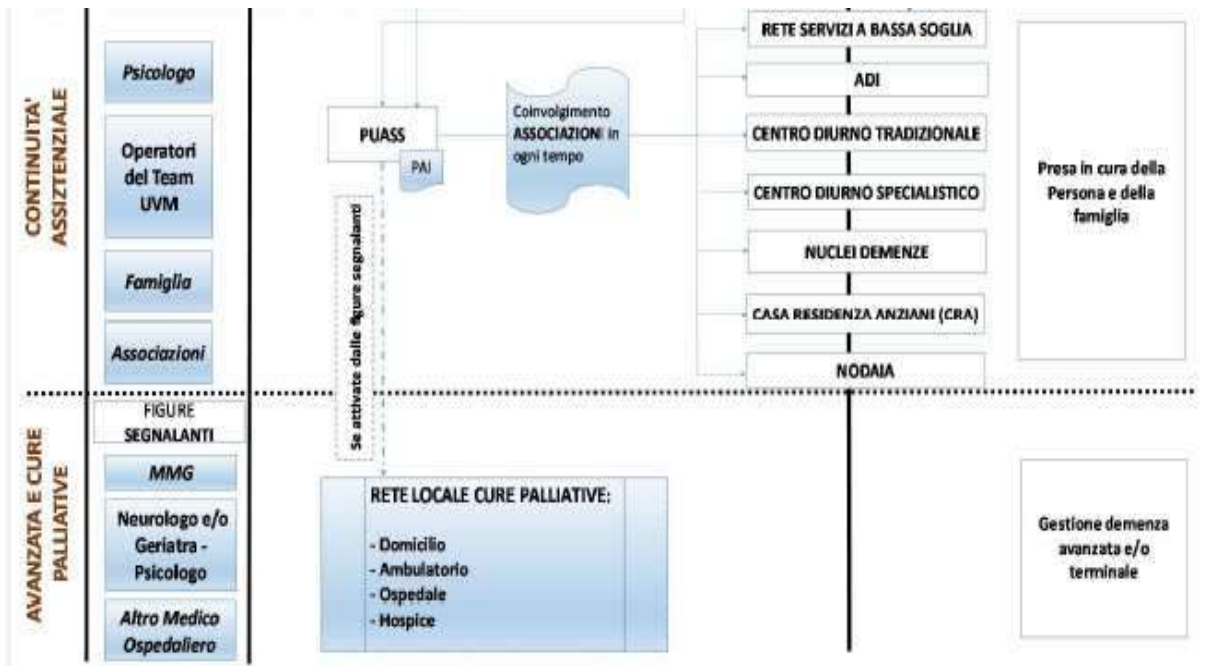 CONTINUITA'
ASSIZTENZIALE
Psicologo
Operatori
del Team
UVM
Famiglia
Associazioni
PUASS
PAI
Coinvolgimento
ASSOCIAZIONI in
ogni tempo
RETE SERVIZI A BASSA SOGLIA
ADI
CENTRO DIURNO TRADIZIONALE
CENTRO DIURNO SPECIALISTICO
NUCLEI DEMENZE
CASA RESIDENZA ANZIANI (CRA)
NODAIA
Presa in cura della
Persona e della
famiglia
Se attivate dalle figure segnalanti
AVANZATA E CURE
PALLIATIVE
FIGURE
SEGNALANTI
MMG
Neurologo e/o
Geriatra -
Psicologo
Altro Medico
Ospedaliero
RETE LOCALE CURE PALLIATIVE:
- Domicilio
- Ambulatorio
- Ospedale
- Hospice
Gestione demenza
avanzata e/o
terminale